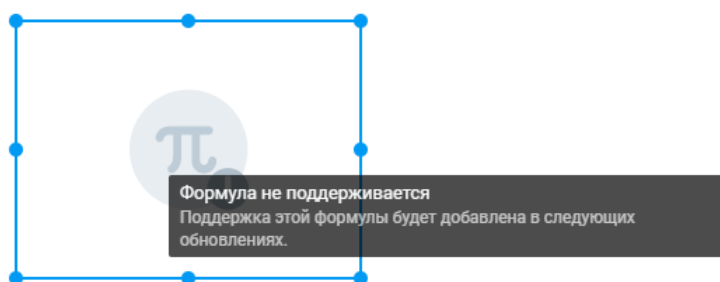 π
Формула не поддерживается
Поддержка этой формулы будет добавлена в следующих
обновлениях.